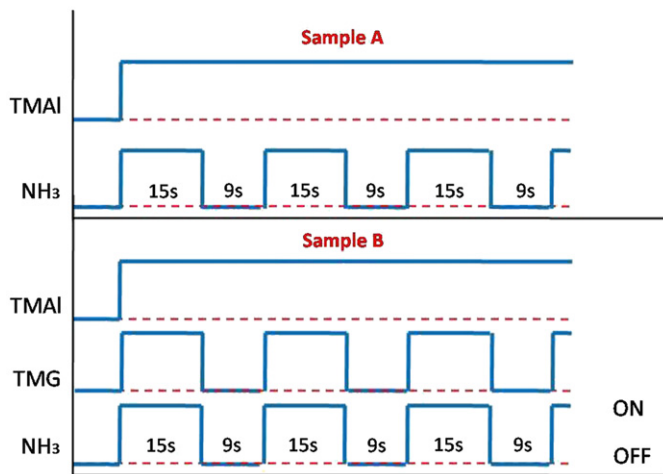 Sample A
TMAl
NH₃ 15s 9s 15s 9s 15s 9s
Sample B
TMAl
TMG
ON
NH₃ 15s 9s 15s 9s 15s 9s
OFF